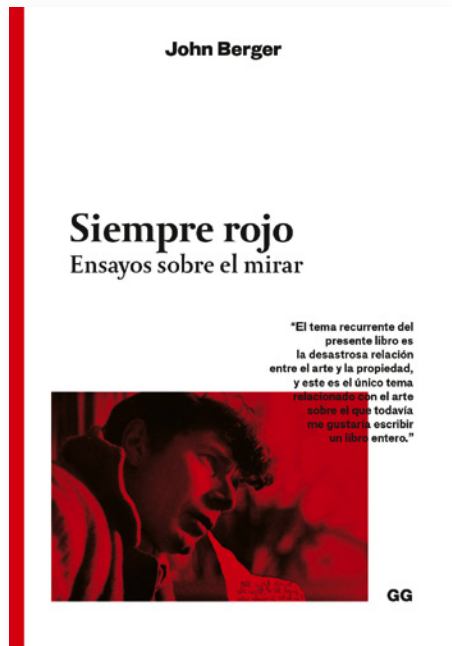 John Berger
Siempre rojo
Ensayos sobre el mirar
"El tema recurrente del
presente libro es
la desastrosa relación
entre el arte y la propiedad,
y este es el único tema
relacionado con el arte
sobre el que todavía
me gustaría escribir
un libro entero."
GG